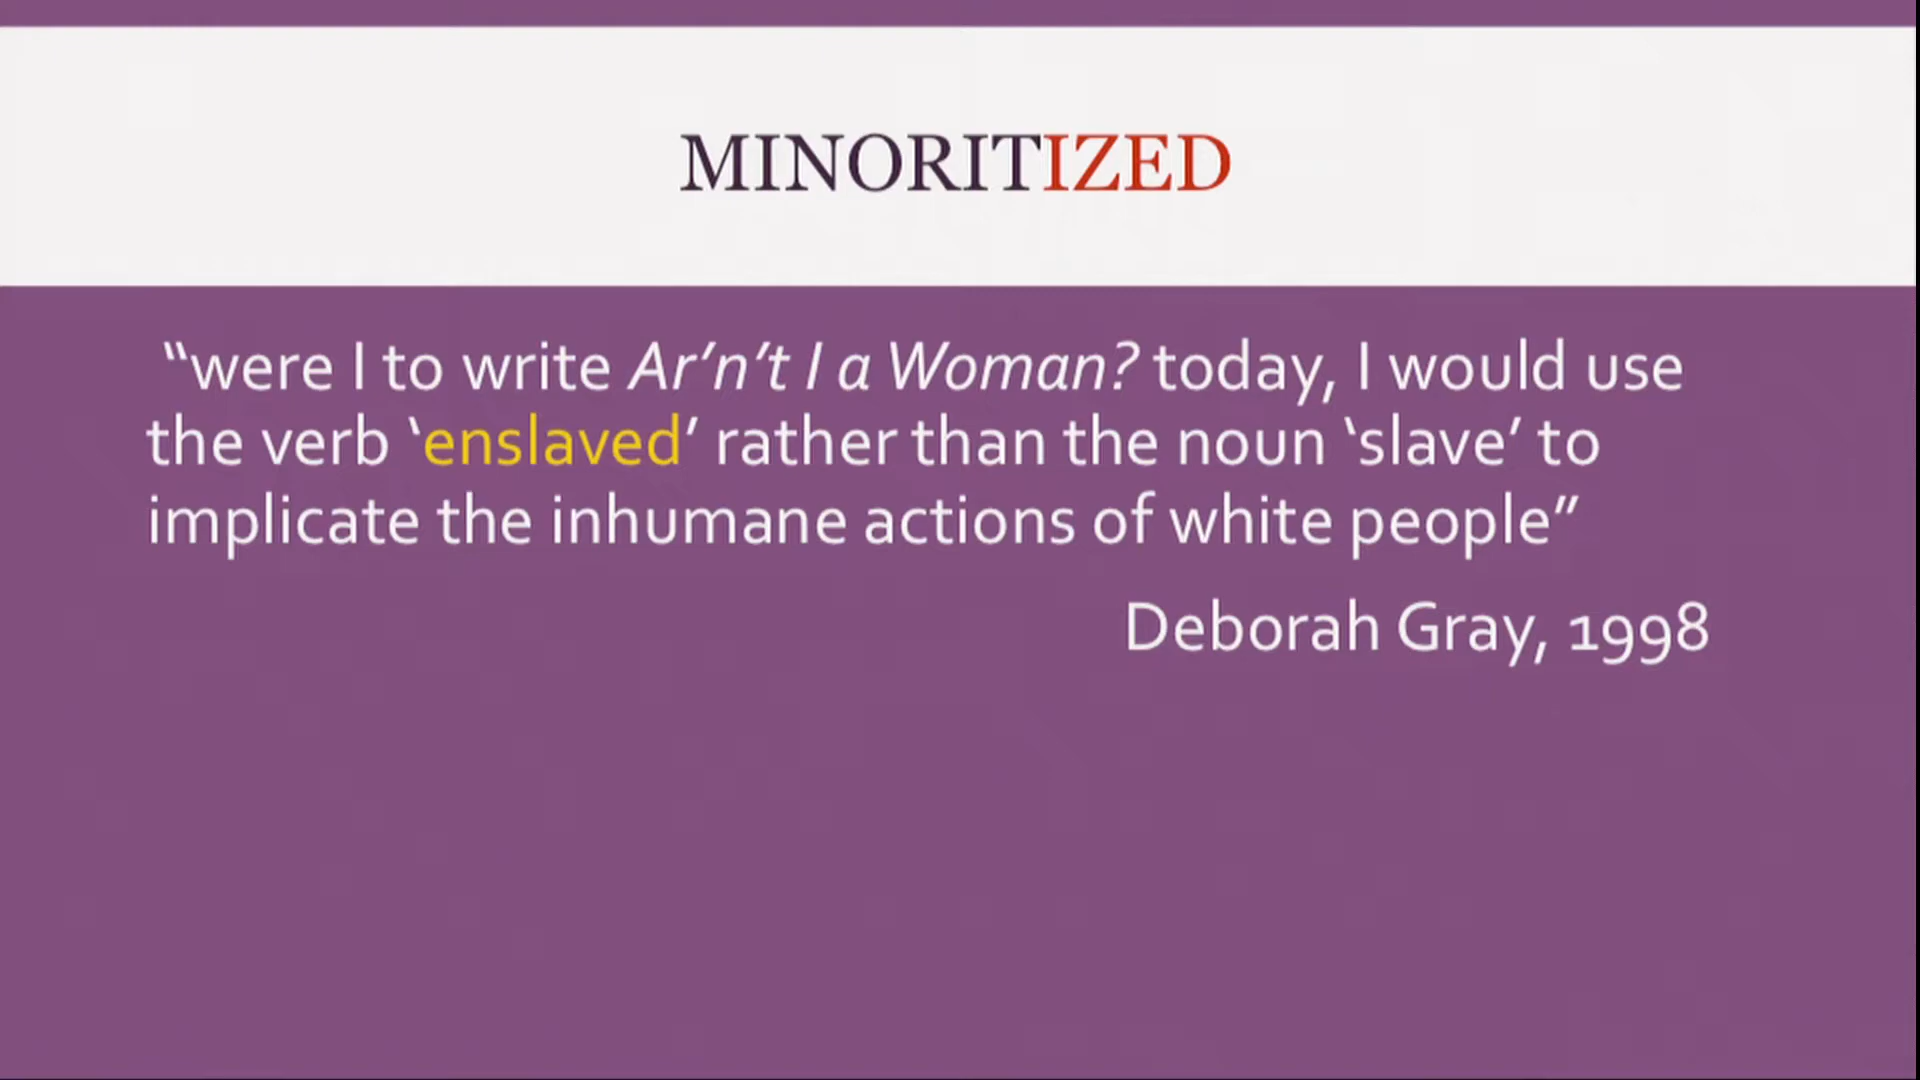 MINORITIZED
“were I to write Ar’n’t I a Woman? today, I would use
the verb ‘enslaved’ rather than the noun ‘slave’ to
implicate the inhumane actions of white people”
Deborah Gray, 1998